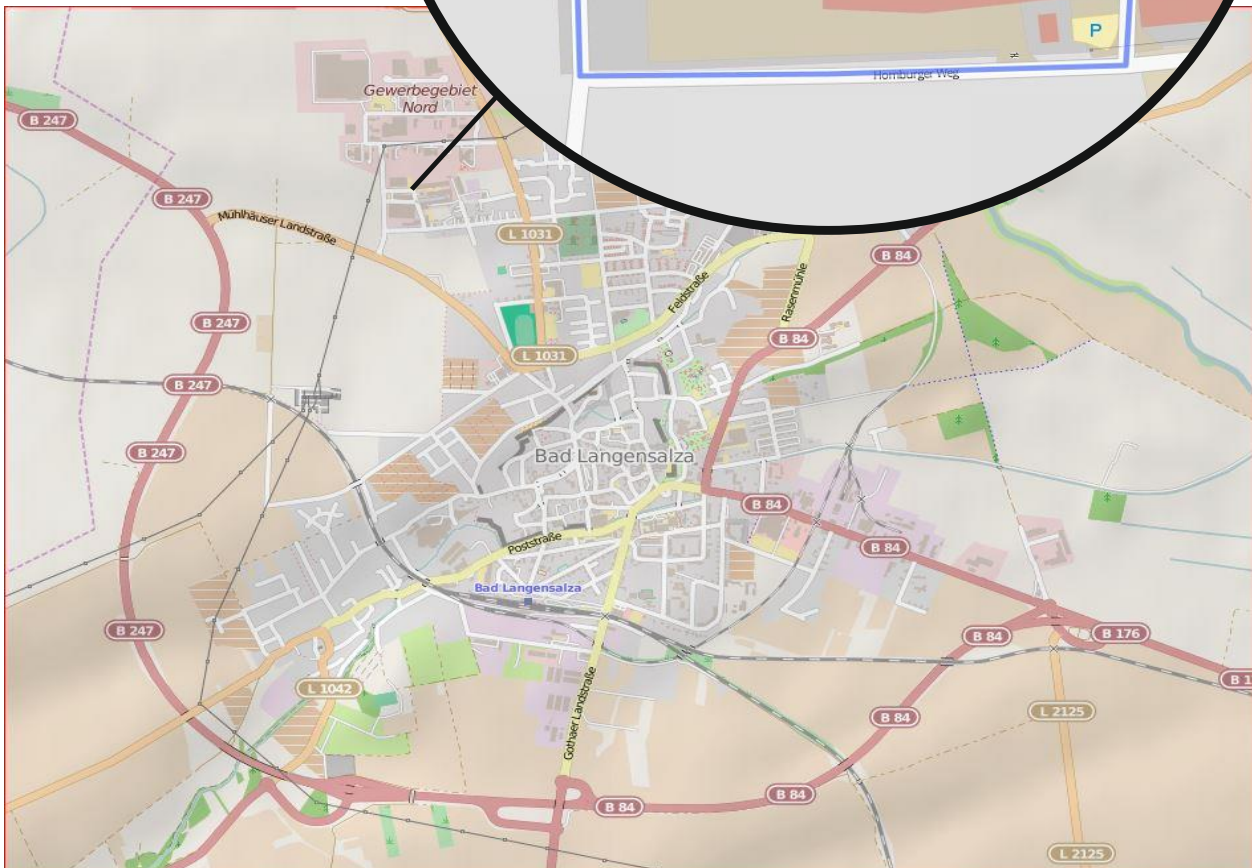 P
Homburger Weg
Gewerbegebiet
Nord
B 247
B 247
Mühlhäuser Landstraße
L 1031
B 84
Feldstraße
Rasenmühle
B 247
B 84
L 1031
B 247
Bad Langensalza
B 247
B 84
Poststraße
B 84
Bad Langensalza
B 247
B 84
B 176
B 1
L 1042
Gothaer Landstraße
B 84
L 2125
B 84
B 84
L 2125